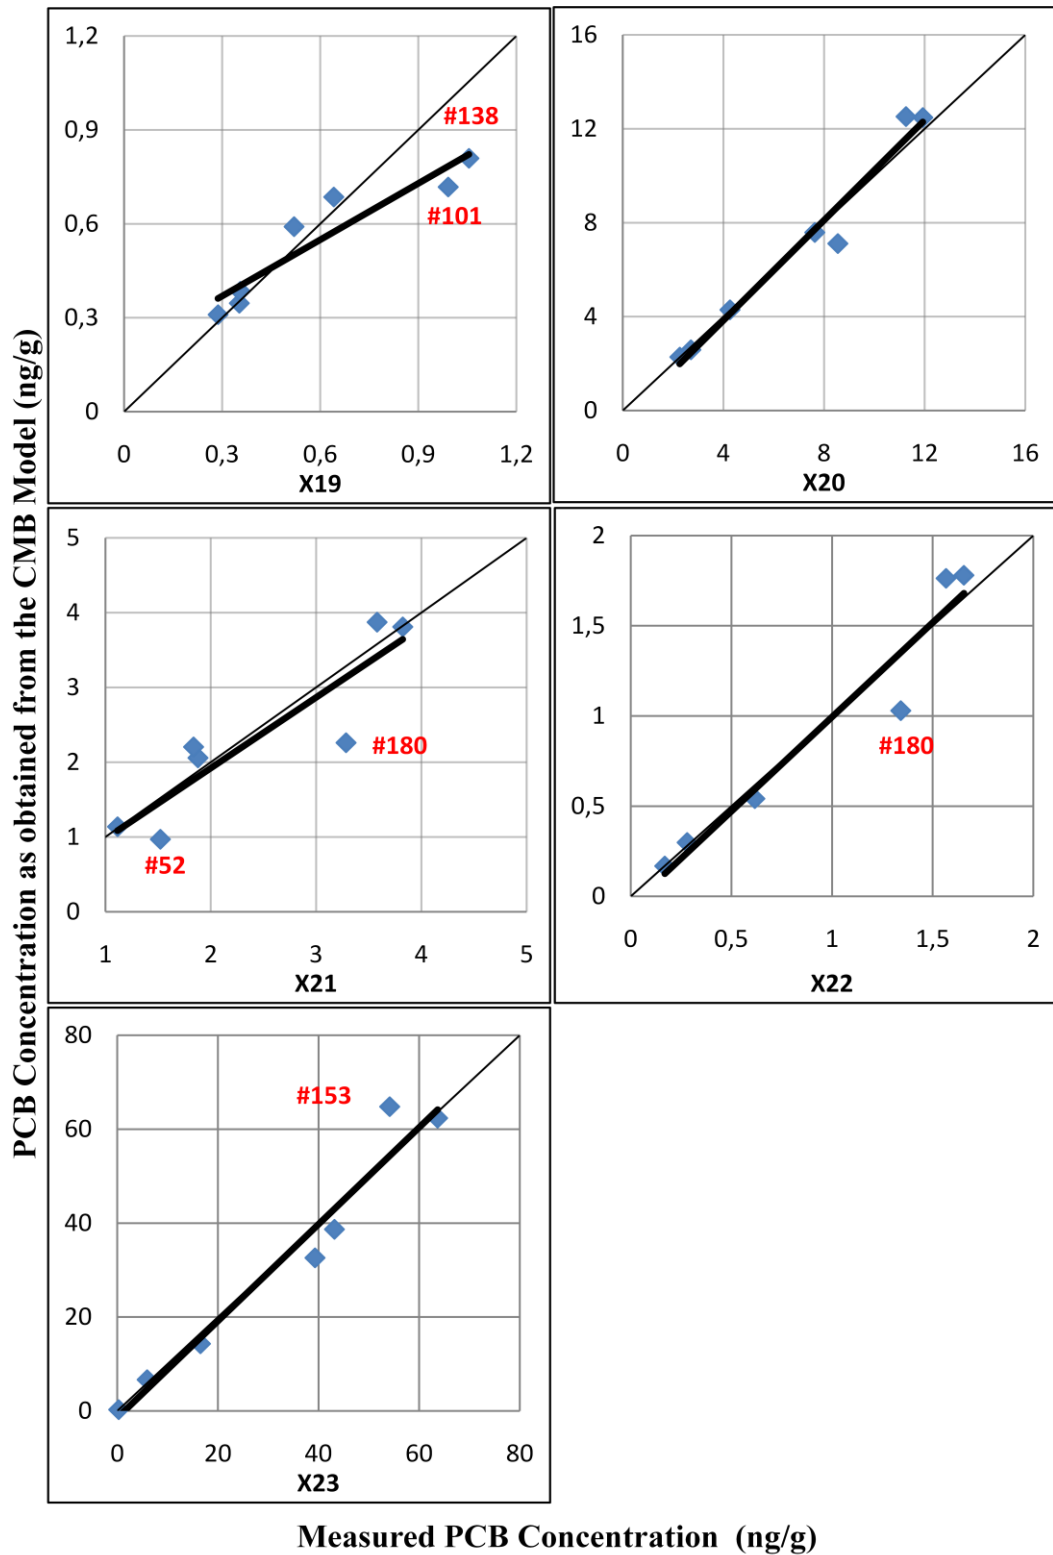 PCB Concentration as obtained from the CMB Model (ng/g)
1,2
0,9
0,6
0,3
0
0 0,3 0,6 0,9 1,2
X19
#138
#101
16
12
8
4
0
0 4 8 12 16
X20
5
4
3
2
1
0
1 2 3 4 5
X21
#180
#52
2
1,5
1
0,5
0
0 0,5 1 1,5 2
X22
#180
80
60
40
20
0
0 20 40 60 80
X23
#153
Measured PCB Concentration (ng/g)